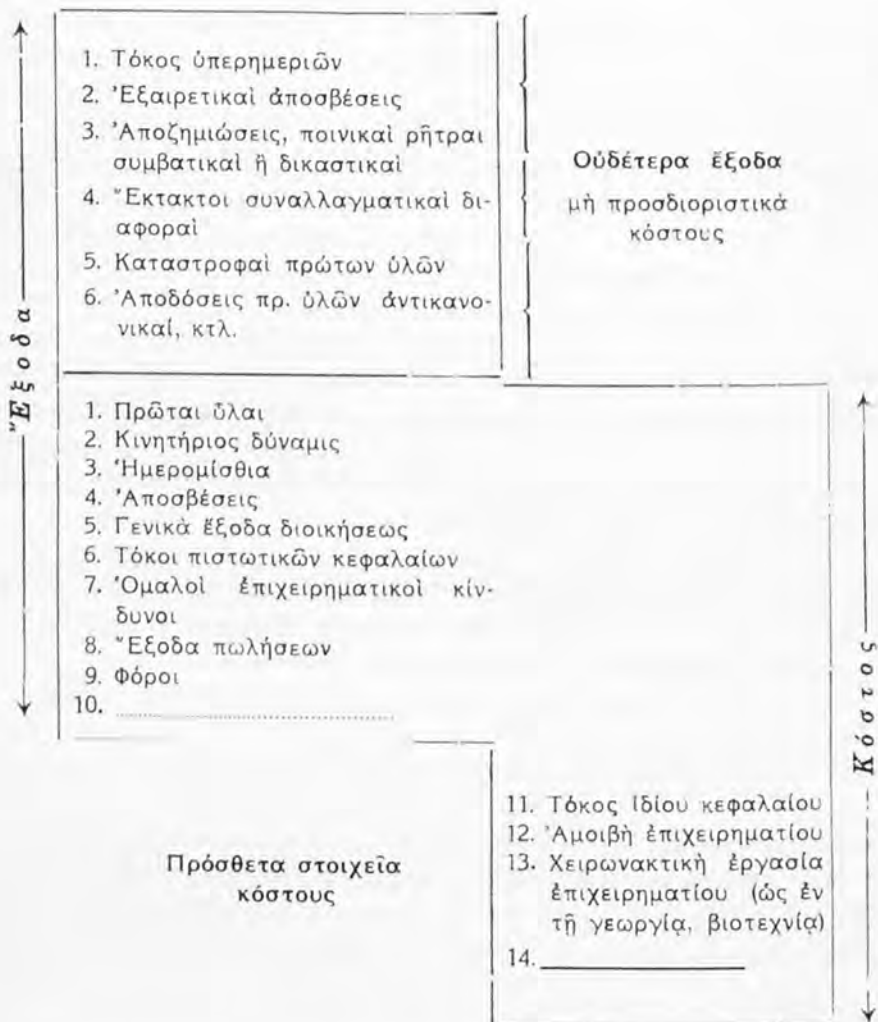 1. Τόκος ὑπερημεριῶν
2. Ἐξαιρετικαὶ ἀποσβέσεις
3. Ἀποζημιώσεις, ποινικαὶ ρῆτραι
συμβατικαὶ ἢ δικαστικαὶ
4. Ἔκτακτοι συναλλαγματικαὶ δι-
αφοραὶ
5. Καταστροφαὶ πρώτων ὑλῶν
6. Ἀποδόσεις πρ. ὑλῶν ἀντικανο-
νικαί, κτλ.
Οὐδέτερα ἔξοδα
μὴ προσδιοριστικὰ
κόστους
Ἔξοδα
1. Πρῶται ὗλαι
2. Κινητήριος δύναμις
3. Ἡμερομίσθια
4. Ἀποσβέσεις
5. Γενικὰ ἔξοδα διοικήσεως
6. Τόκοι πιστωτικῶν κεφαλαίων
7. Ὁμαλοὶ ἐπιχειρηματικοὶ κίν-
δυνοι
8. Ἔξοδα πωλήσεων
9. Φόροι
10.
Κόστος
Πρόσθετα στοιχεῖα
κόστους
11. Τόκος ἰδίου κεφαλαίου
12. Ἀμοιβὴ ἐπιχειρηματίου
13. Χειρωνακτικὴ ἐργασία
ἐπιχειρηματίου (ὡς ἐν
τῇ γεωργίᾳ, βιοτεχνίᾳ)
14.